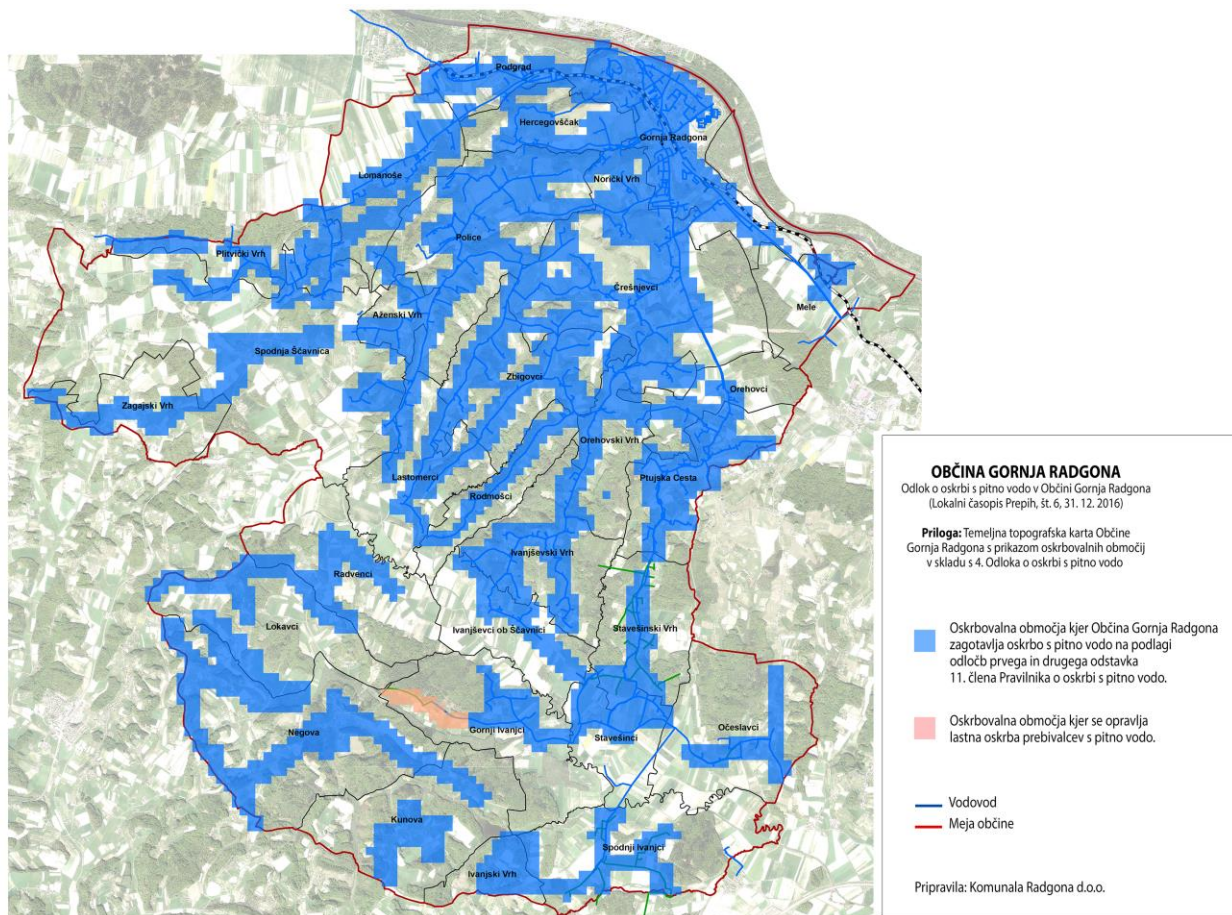 Podgrad
Hercegovščak
Gornja Radgona
Lomanoše
Norički Vrh
Police
Plitvički Vrh
Črešnjevci
Mele
Aženski Vrh
Spodnja Ščavnica
Zbigovci
Orehovci
Zagajski Vrh
Orehovski Vrh
Lastomerci
Ptujska Cesta
Rodmošci
Ivanjševski Vrh
Radvenci
Lokavci
Ivanjševci ob Ščavnici
Stavešinski Vrh
Negova
Gornji Ivanjci
Stavešinci
Očeslavci
Kunova
Spodnji Ivanjci
Ivanjski Vrh
OBČINA GORNJA RADGONA
Odlok o oskrbi s pitno vodo v Občini Gornja Radgona
(Lokalni časopis Prepih, št. 6, 31. 12. 2016)
Priloga: Temeljna topografska karta Občine
Gornja Radgona s prikazom oskrbovalnih območij
v skladu s 4. Odloka o oskrbi s pitno vodo
Oskrbovalna območja kjer Občina Gornja Radgona
zagotavlja oskrbo s pitno vodo na podlagi
odločb prvega in drugega odstavka
11. člena Pravilnika o oskrbi s pitno vodo.
Oskrbovalna območja kjer se opravlja
lastna oskrba prebivalcev s pitno vodo.
Vodovod
Meja občine
Pripravila: Komunala Radgona d.o.o.